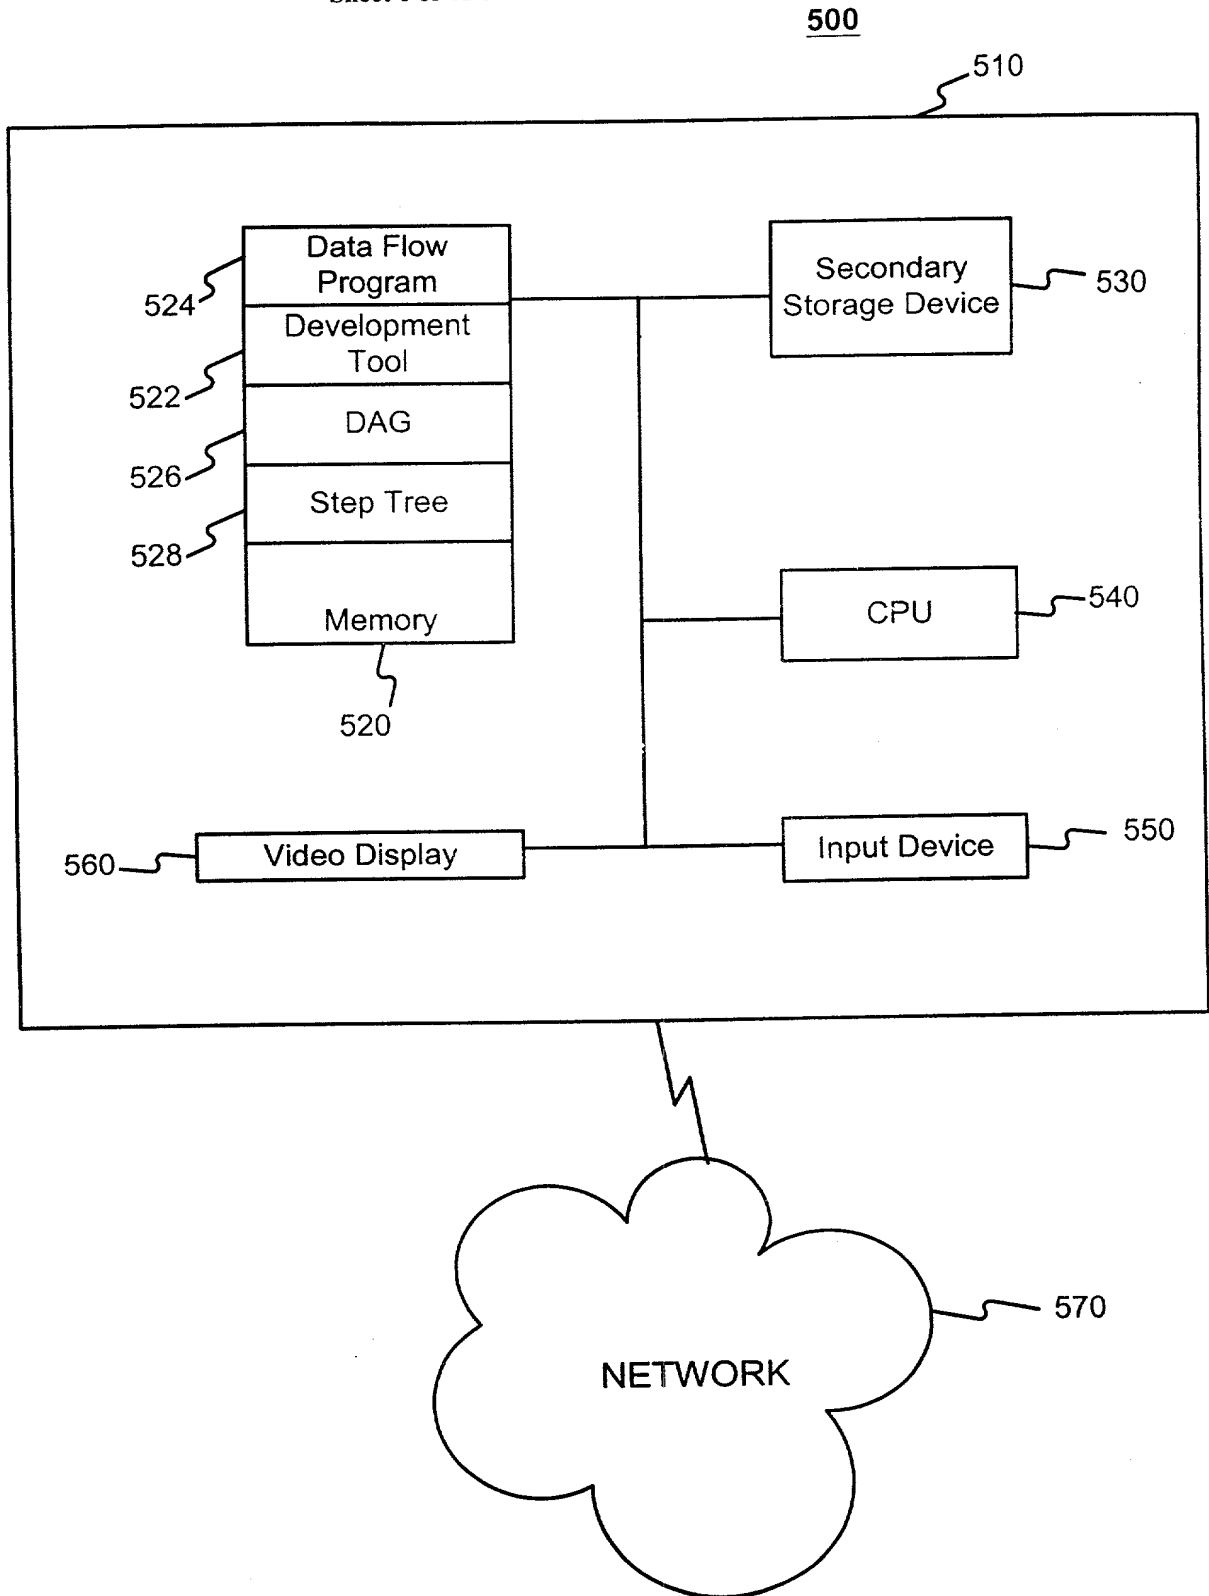 500
510
Data Flow
Program
524
Development
Tool
522
DAG
526
Step Tree
528
Memory
520
Secondary
Storage Device
530
CPU
540
Video Display
560
Input Device
550
NETWORK
570